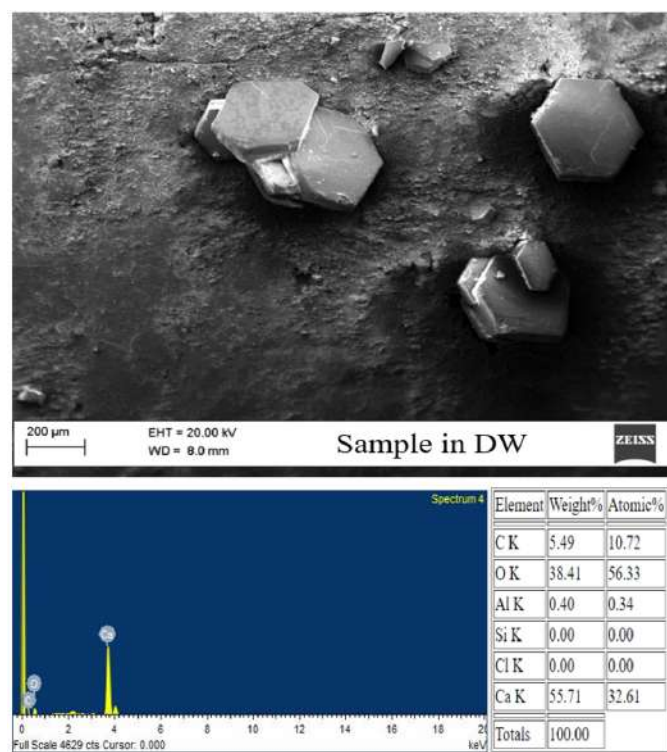 200 µm
EHT = 20.00 kV
WD = 8.0 mm
Sample in DW
ZEISS
Spectrum 4
Ca
O
C
0 2 4 6 8 10 12 14 16 18 20
Full Scale 4629 cts Cursor: 0.000 keV
Element Weight% Atomic%
C K 5.49 10.72
O K 38.41 56.33
Al K 0.40 0.34
Si K 0.00 0.00
Cl K 0.00 0.00
Ca K 55.71 32.61
Totals 100.00